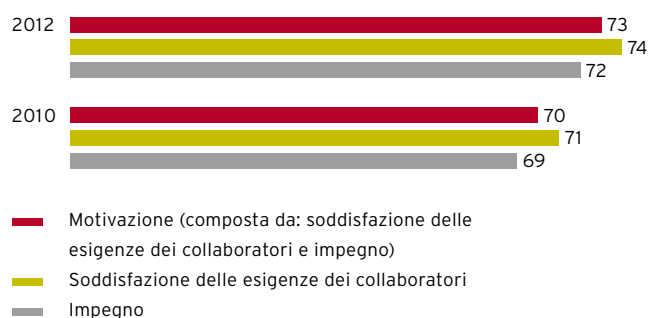 2012 73
74
72
2010 70
71
69
Motivazione (composta da: soddisfazione delle
esigenze dei collaboratori e impegno)
Soddisfazione delle esigenze dei collaboratori
Impegno